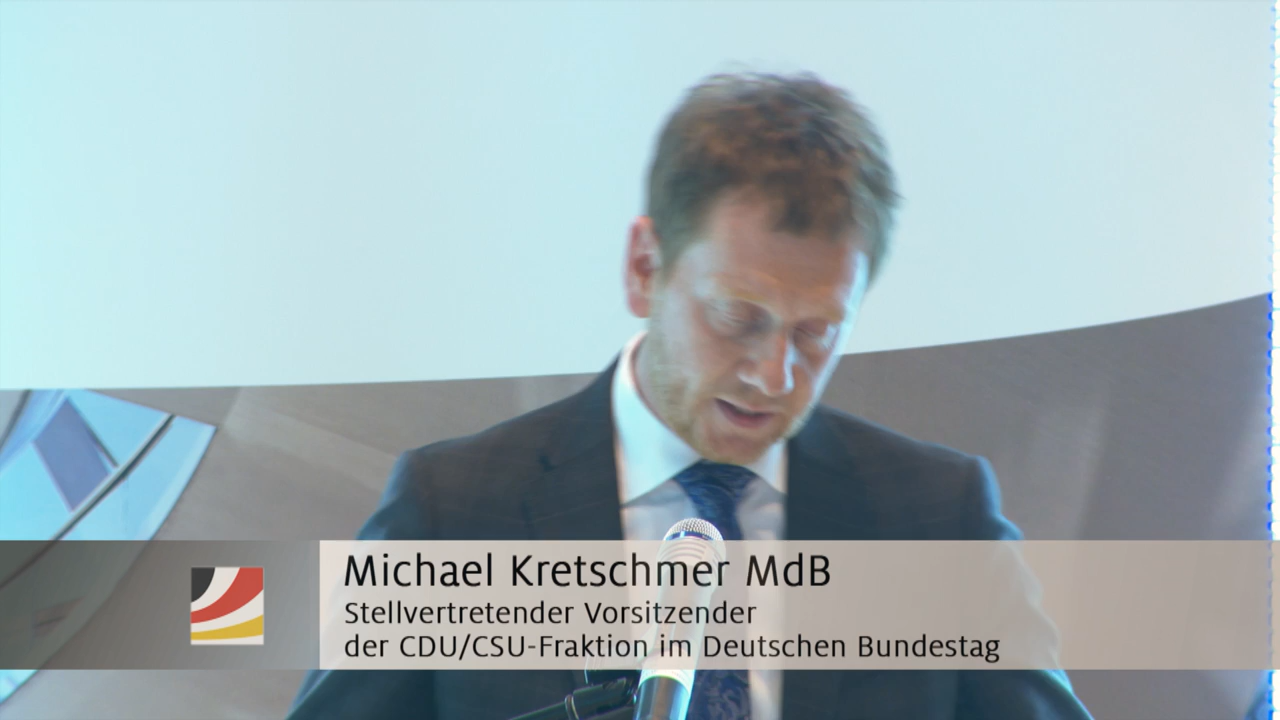 Michael Kretschmer MdB
Stellvertretender Vorsitzender
der CDU/CSU-Fraktion im Deutschen Bundestag